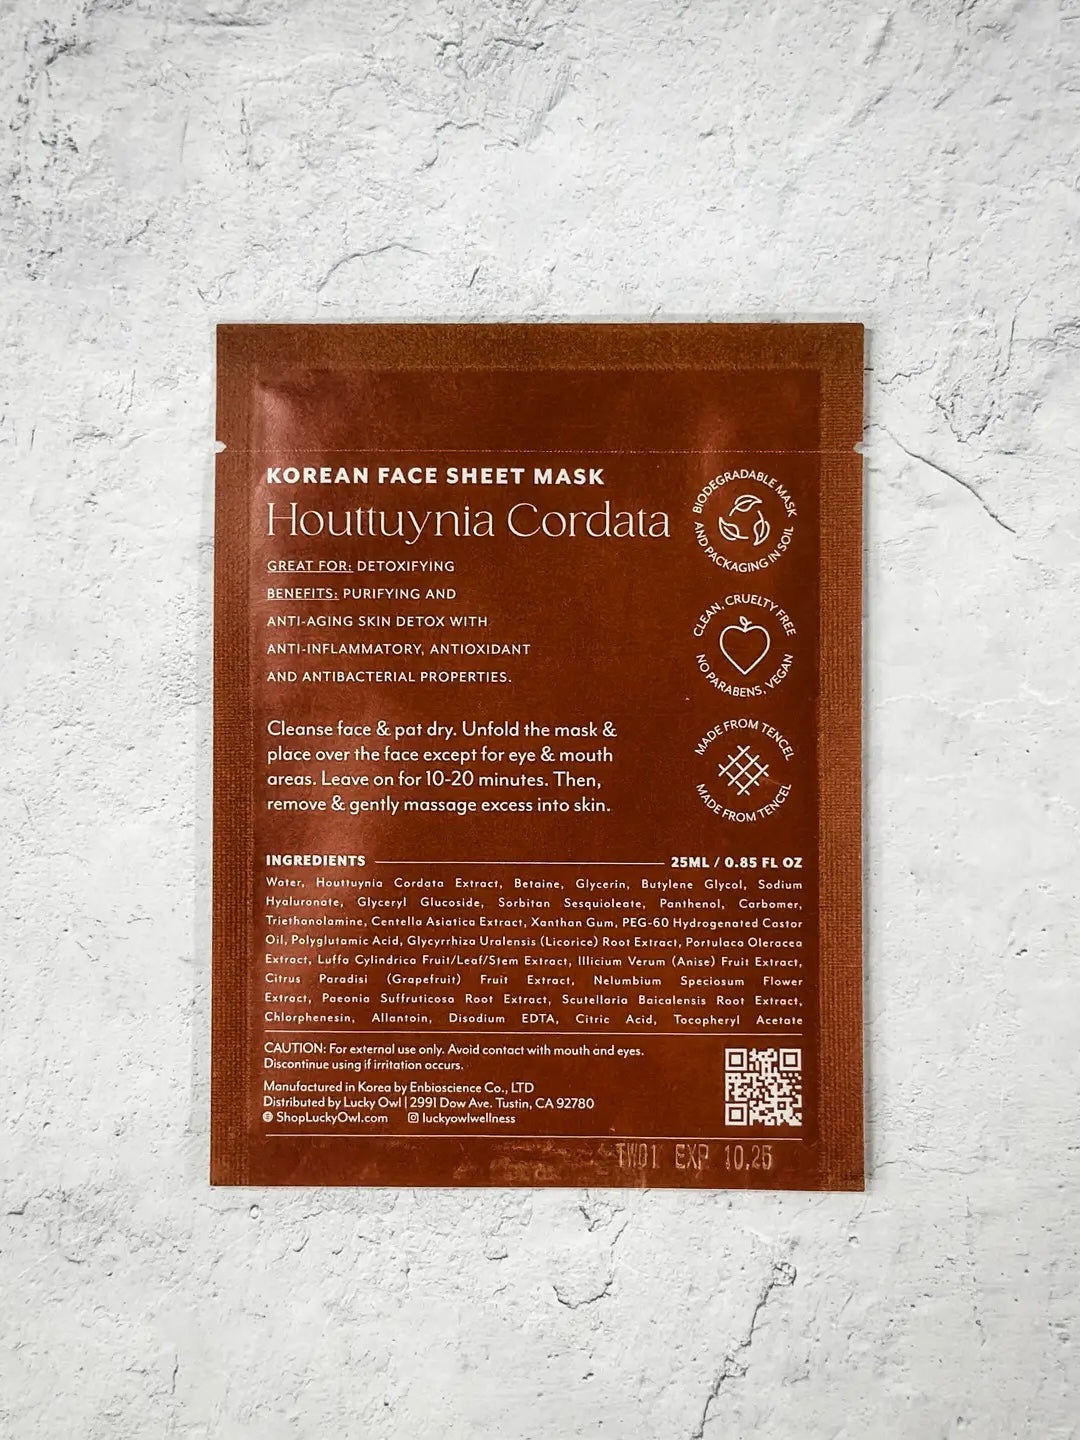 KOREAN FACE SHEET MASK
Houttuynia Cordata
GREAT FOR: DETOXIFYING
BENEFITS: PURIFYING AND
ANTI-AGING SKIN DETOX WITH
ANTI-INFLAMMATORY, ANTIOXIDANT
AND ANTIBACTERIAL PROPERTIES.
Cleanse face & pat dry. Unfold the mask &
place over the face except for eye & mouth
areas. Leave on for 10-20 minutes. Then,
remove & gently massage excess into skin.
BIODEGRADABLE MASK
AND PACKAGING IN SOIL
CLEAN, CRUELTY FREE
NO PARABENS, VEGAN
MADE FROM TENCEL
MADE FROM TENCEL
INGREDIENTS 25ML / 0.85 FL OZ
Water, Houttuynia Cordata Extract, Betaine, Glycerin, Butylene Glycol, Sodium
Hyaluronate, Glyceryl Glucoside, Sorbitan Sesquioleate, Panthenol, Carbomer,
Triethanolamine, Centella Asiatica Extract, Xanthan Gum, PEG-60 Hydrogenated Castor
Oil, Polyglutamic Acid, Glycyrrhiza Uralensis (Licorice) Root Extract, Portulaca Oleracea
Extract, Luffa Cylindrica Fruit/Leaf/Stem Extract, Illicium Verum (Anise) Fruit Extract,
Citrus Paradisi (Grapefruit) Fruit Extract, Nelumbium Speciosum Flower
Extract, Paeonia Suffruticosa Root Extract, Scutellaria Baicalensis Root Extract,
Chlorphenesin, Allantoin, Disodium EDTA, Citric Acid, Tocopheryl Acetate
CAUTION: For external use only. Avoid contact with mouth and eyes.
Discontinue using if irritation occurs.
Manufactured in Korea by Enbioscience Co., LTD
Distributed by Lucky Owl | 2991 Dow Ave. Tustin, CA 92780
ShopLuckyOwl.com luckyowlwellness
TW01 EXP 10.25